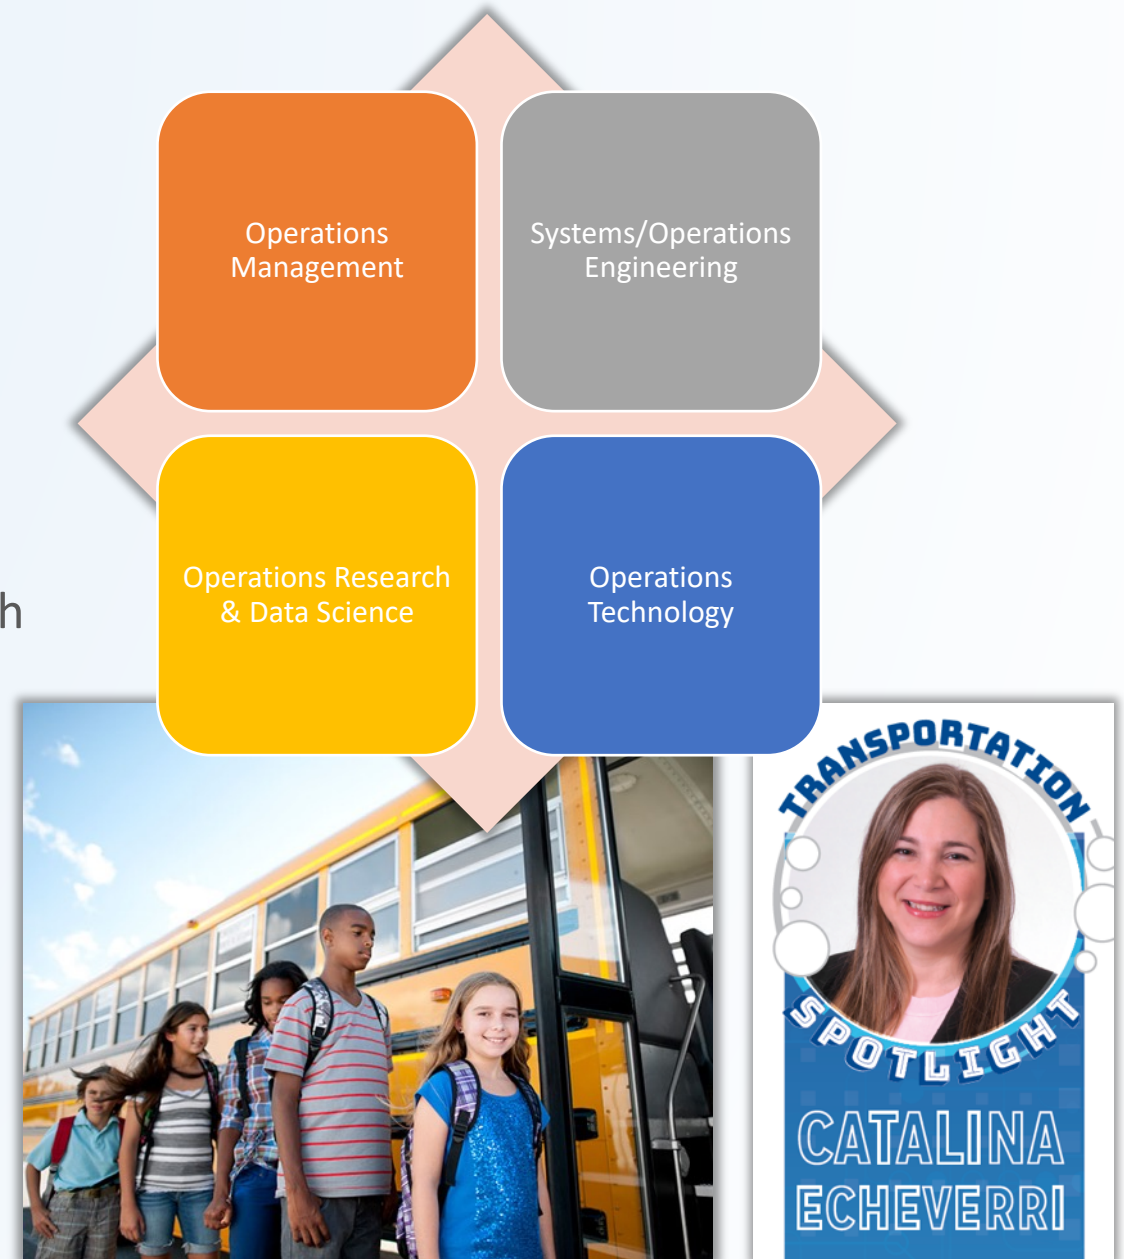 Operations
Management
Systems/Operations
Engineering
Operations Research
& Data Science
Operations
Technology
h
TRANSPORTATION
SPOTLIGHT
CATALINA
ECHEVERRI